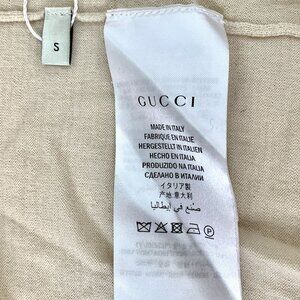 S
GUCCI
MADE IN ITALY
FABRIQUÉ EN ITALIE
HERGESTELLT IN ITALIEN
HECHO EN ITALIA
PRODUZIDO NA ITÁLIA
СДЕЛАНО В ИТАЛИИ
イタリア製
产地 意大利
صنع في إيطاليا